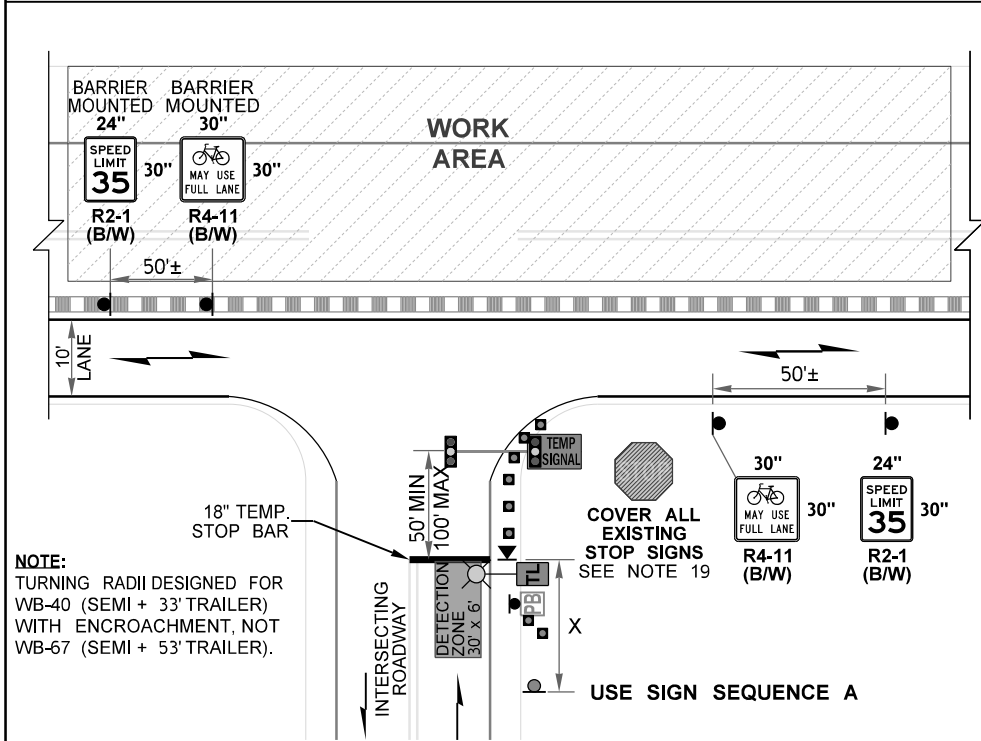 BARRIER
MOUNTED
24"
SPEED
LIMIT
35
30"
R2-1
(B/W)
BARRIER
MOUNTED
30"
MAY USE
FULL LANE
30"
R4-11
(B/W)
WORK
AREA
50'±
10'
LANE
50'±
TEMP
SIGNAL
50' MIN
100' MAX
18" TEMP.
STOP BAR
STOP
COVER ALL
EXISTING
STOP SIGNS
SEE NOTE 19
30"
MAY USE
FULL LANE
30"
R4-11
(B/W)
24"
SPEED
LIMIT
35
30"
R2-1
(B/W)
NOTE:
TURNING RADII DESIGNED FOR
WB-40 (SEMI + 33' TRAILER)
WITH ENCROACHMENT, NOT
WB-67 (SEMI + 53' TRAILER).
INTERSECTING
ROADWAY
DETECTION
ZONE
30' x 6'
TL
PB
X
USE SIGN SEQUENCE A